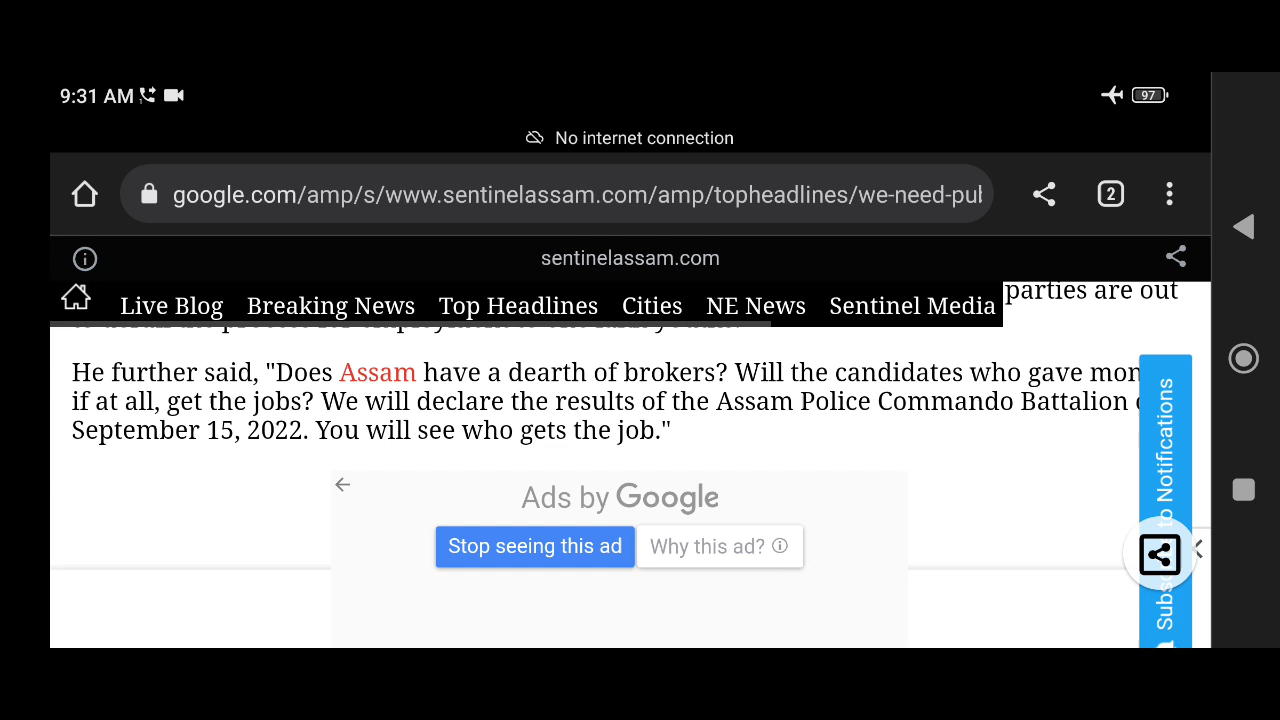 9:31 AM
97
No internet connection
google.com/amp/s/www.sentinelassam.com/amp/topheadlines/we-need-pu
2
sentinelassam.com
parties are out
Live Blog Breaking News Top Headlines Cities NE News Sentinel Media
He further said, "Does Assam have a dearth of brokers? Will the candidates who gave mon
if at all, get the jobs? We will declare the results of the Assam Police Commando Battalion
September 15, 2022. You will see who gets the job."
Ads by Google
Stop seeing this ad Why this ad?
Subsc to Notifications